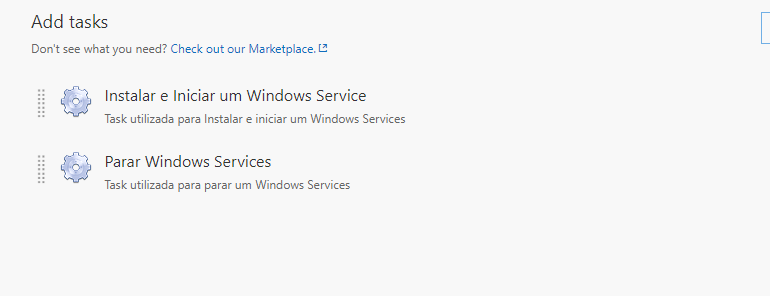 Add tasks
Don't see what you need? Check out our Marketplace.
Instalar e Iniciar um Windows Service
Task utilizada para Instalar e iniciar um Windows Services
Parar Windows Services
Task utilizada para parar um Windows Services